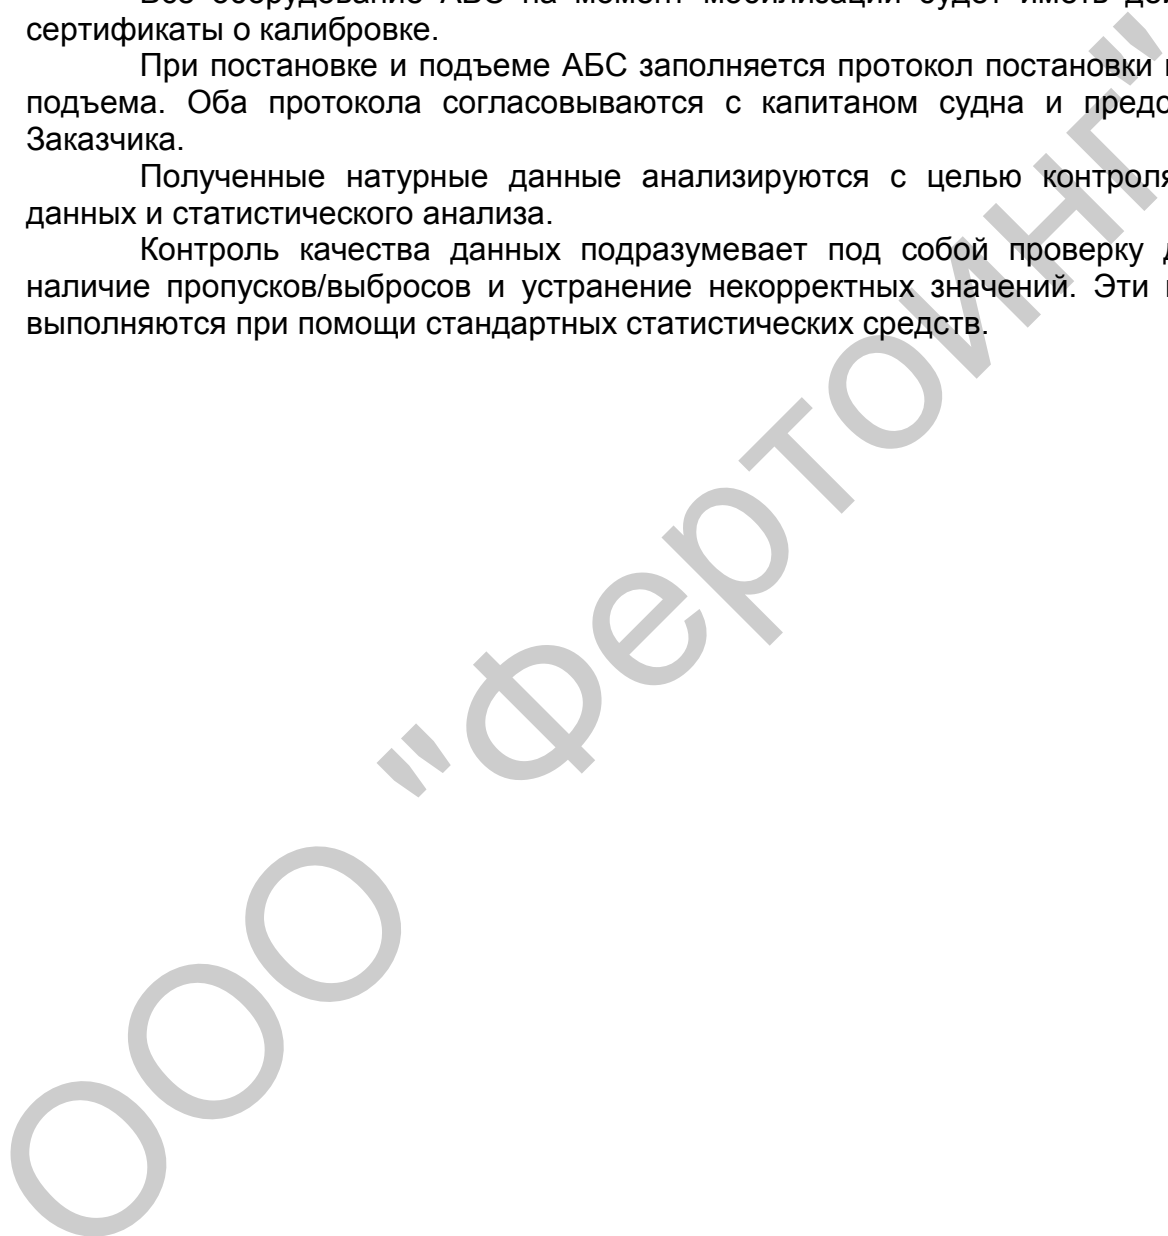 сертификаты о калибровке.
При постановке и подъеме АБС заполняется протокол постановки
подъема. Оба протокола согласовываются с капитаном судна и
Заказчика.
Полученные натурные данные анализируются с целью контроля
данных и статистического анализа.
Контроль качества данных подразумевает под собой проверку
наличие пропусков/выбросов и устранение некорректных значений. Эти
выполняются при помощи стандартных статистических средств.
ООО "Фертоинг"